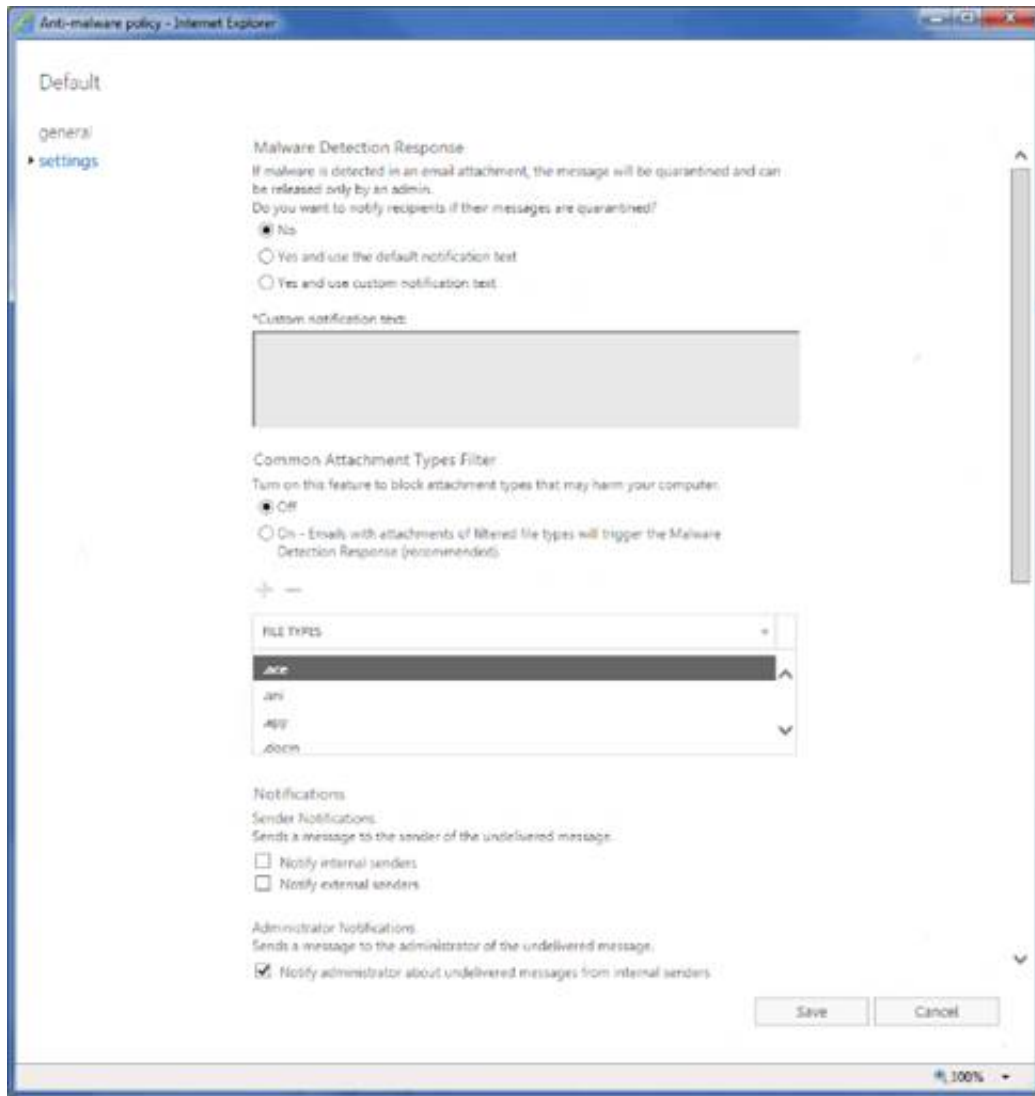 Anti-malware policy - Internet Explorer
Default
general
settings
Malware Detection Response
If malware is detected in an email attachment, the message will be quarantined and can
be released only by an admin.
Do you want to notify recipients if their messages are quarantined?
No
Yes and use the default notification text
Yes and use custom notification text
*Custom notification text:
Common Attachment Types Filter
Turn on this feature to block attachment types that may harm your computer.
Off
On - Emails with attachments of filtered file types will trigger the Malware
Detection Response (recommended)
FILE TYPES
.ace
.ani
.app
.docm
Notifications
Sender Notifications
Sends a message to the sender of the undelivered message.
Notify internal senders
Notify external senders
Administrator Notifications
Sends a message to the administrator of the undelivered message.
Notify administrator about undelivered messages from internal senders
Save Cancel
100%